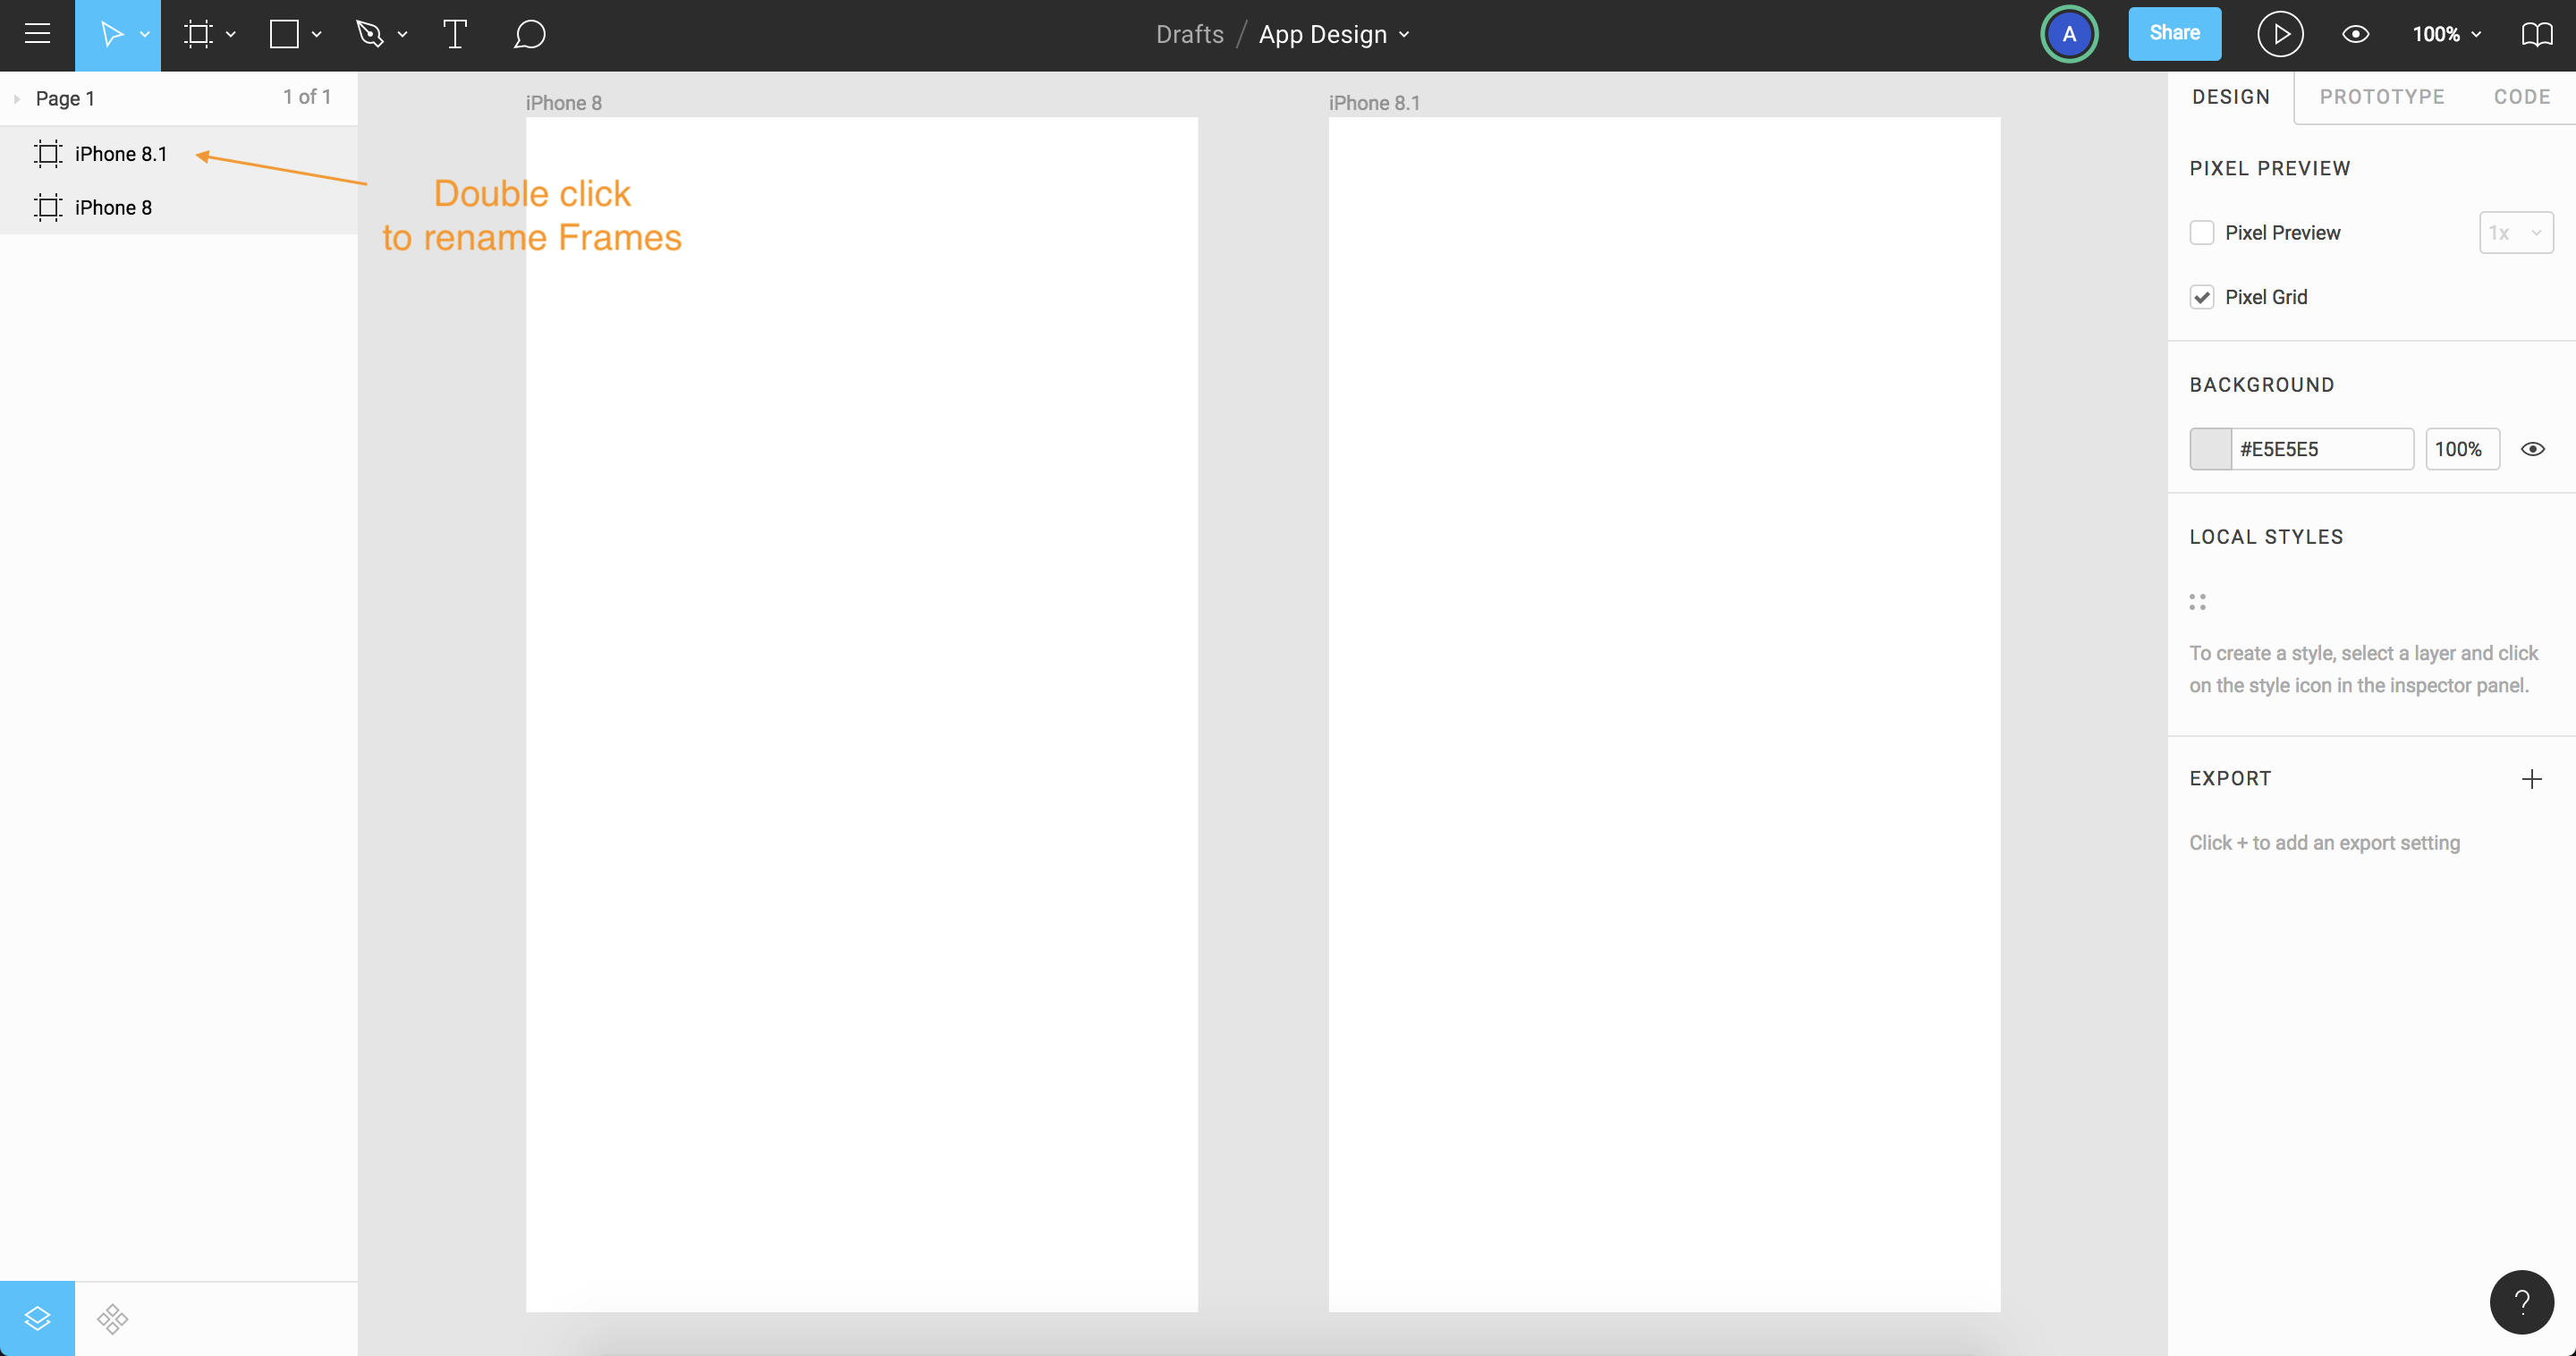 Drafts / App Design
A
Share
100%
Page 1
1 of 1
iPhone 8.1
iPhone 8
iPhone 8
iPhone 8.1
Double click
to rename Frames
DESIGN
PROTOTYPE
CODE
PIXEL PREVIEW
Pixel Preview
1x
Pixel Grid
BACKGROUND
#E5E5E5
100%
LOCAL STYLES
To create a style, select a layer and click
on the style icon in the inspector panel.
EXPORT
Click + to add an export setting
?